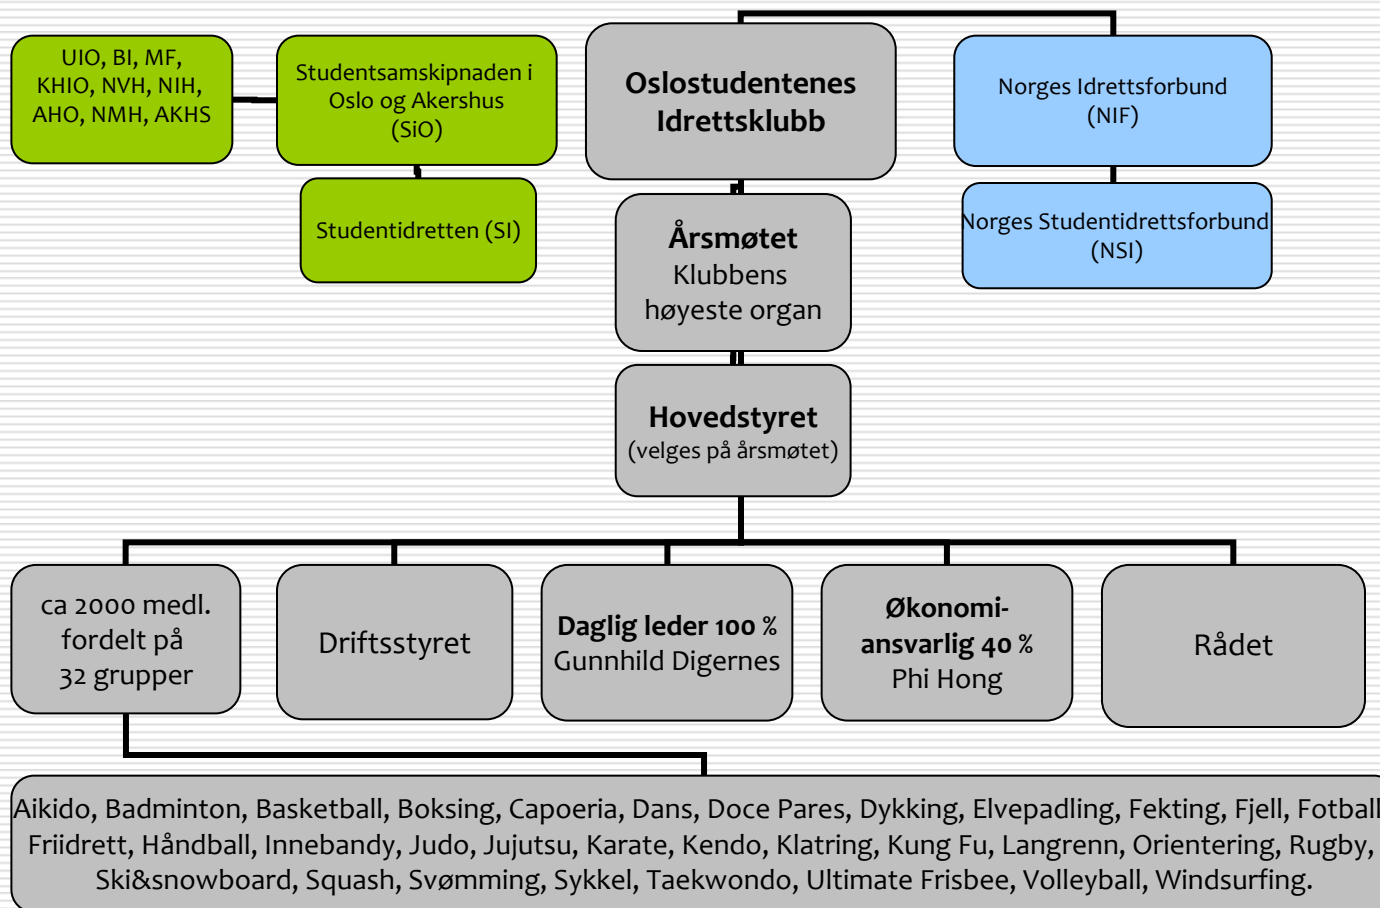 UIO, BI, MF,
KHIO, NVH, NIH,
AHO, NMH, AKHS
Studentsamskipnaden i
Oslo og Akershus
(SiO)
Studentidretten (SI)
Oslostudentenes
Idrettsklubb
Norges Idrettsforbund
(NIF)
Norges Studentidrettsforbund
(NSI)
Årsmøtet
Klubbens
høyeste organ
Hovedstyret
(velges på årsmøtet)
ca 2000 medl.
fordelt på
32 grupper
Driftsstyret
Daglig leder 100 %
Gunnhild Digernes
Økonomi-
ansvarlig 40 %
Phi Hong
Rådet
Aikido, Badminton, Basketball, Boksing, Capoeria, Dans, Doce Pares, Dykking, Elvepadling, Fekting, Fjell, Fotball
Friidrett, Håndball, Innebandy, Judo, Jujutsu, Karate, Kendo, Klatring, Kung Fu, Langrenn, Orientering, Rugby,
Ski&snowboard, Squash, Svømming, Sykkel, Taekwondo, Ultimate Frisbee, Volleyball, Windsurfing.